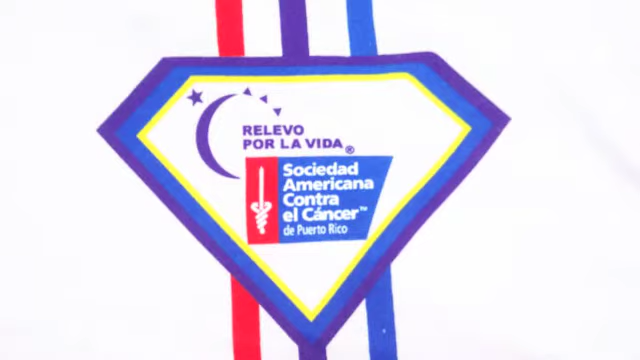 RELEVO
POR LA VIDA®
Sociedad
Americana
Contra
el Cáncer™
de Puerto Rico